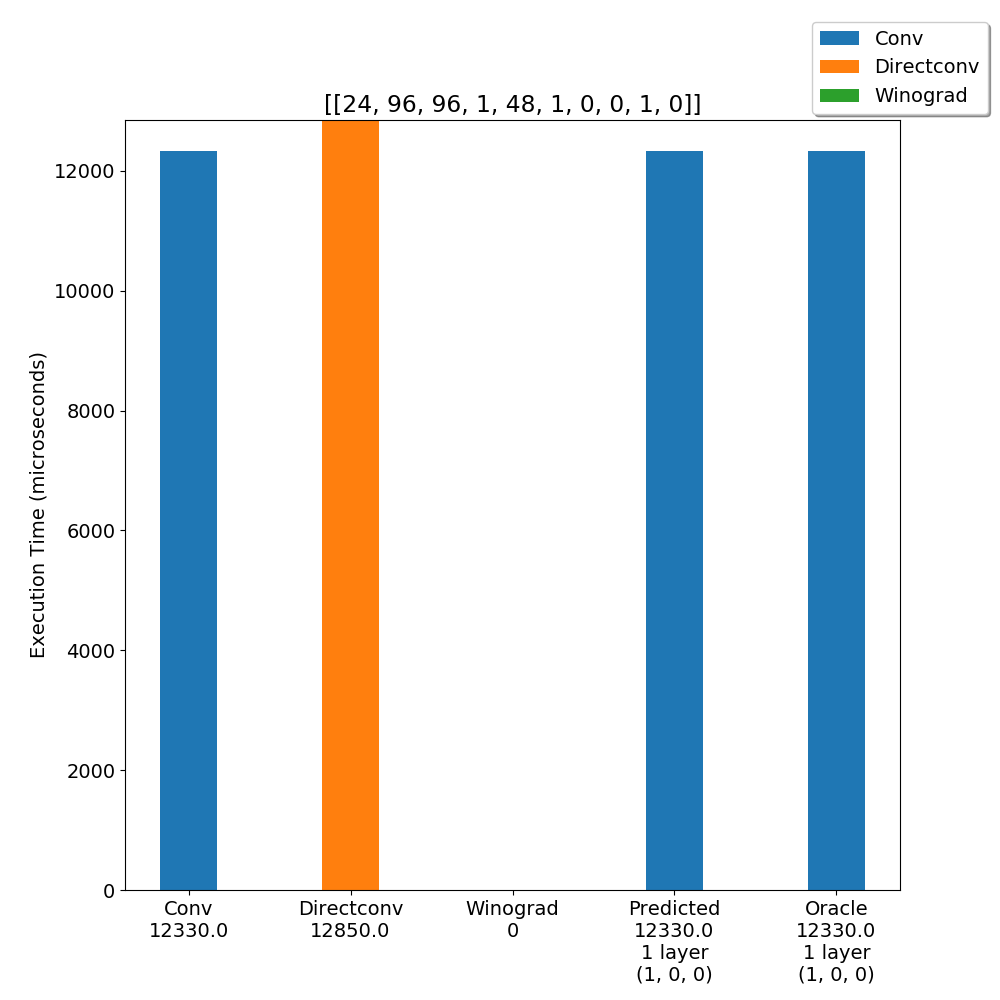 Conv
Directconv
Winograd
[[24, 96, 96, 1, 48, 1, 0, 0, 1, 0]]
Execution Time (microseconds)
12000
10000
8000
6000
4000
2000
0
Conv
12330.0
Directconv
12850.0
Winograd
0
Predicted
12330.0
1 layer
(1, 0, 0)
Oracle
12330.0
1 layer
(1, 0, 0)